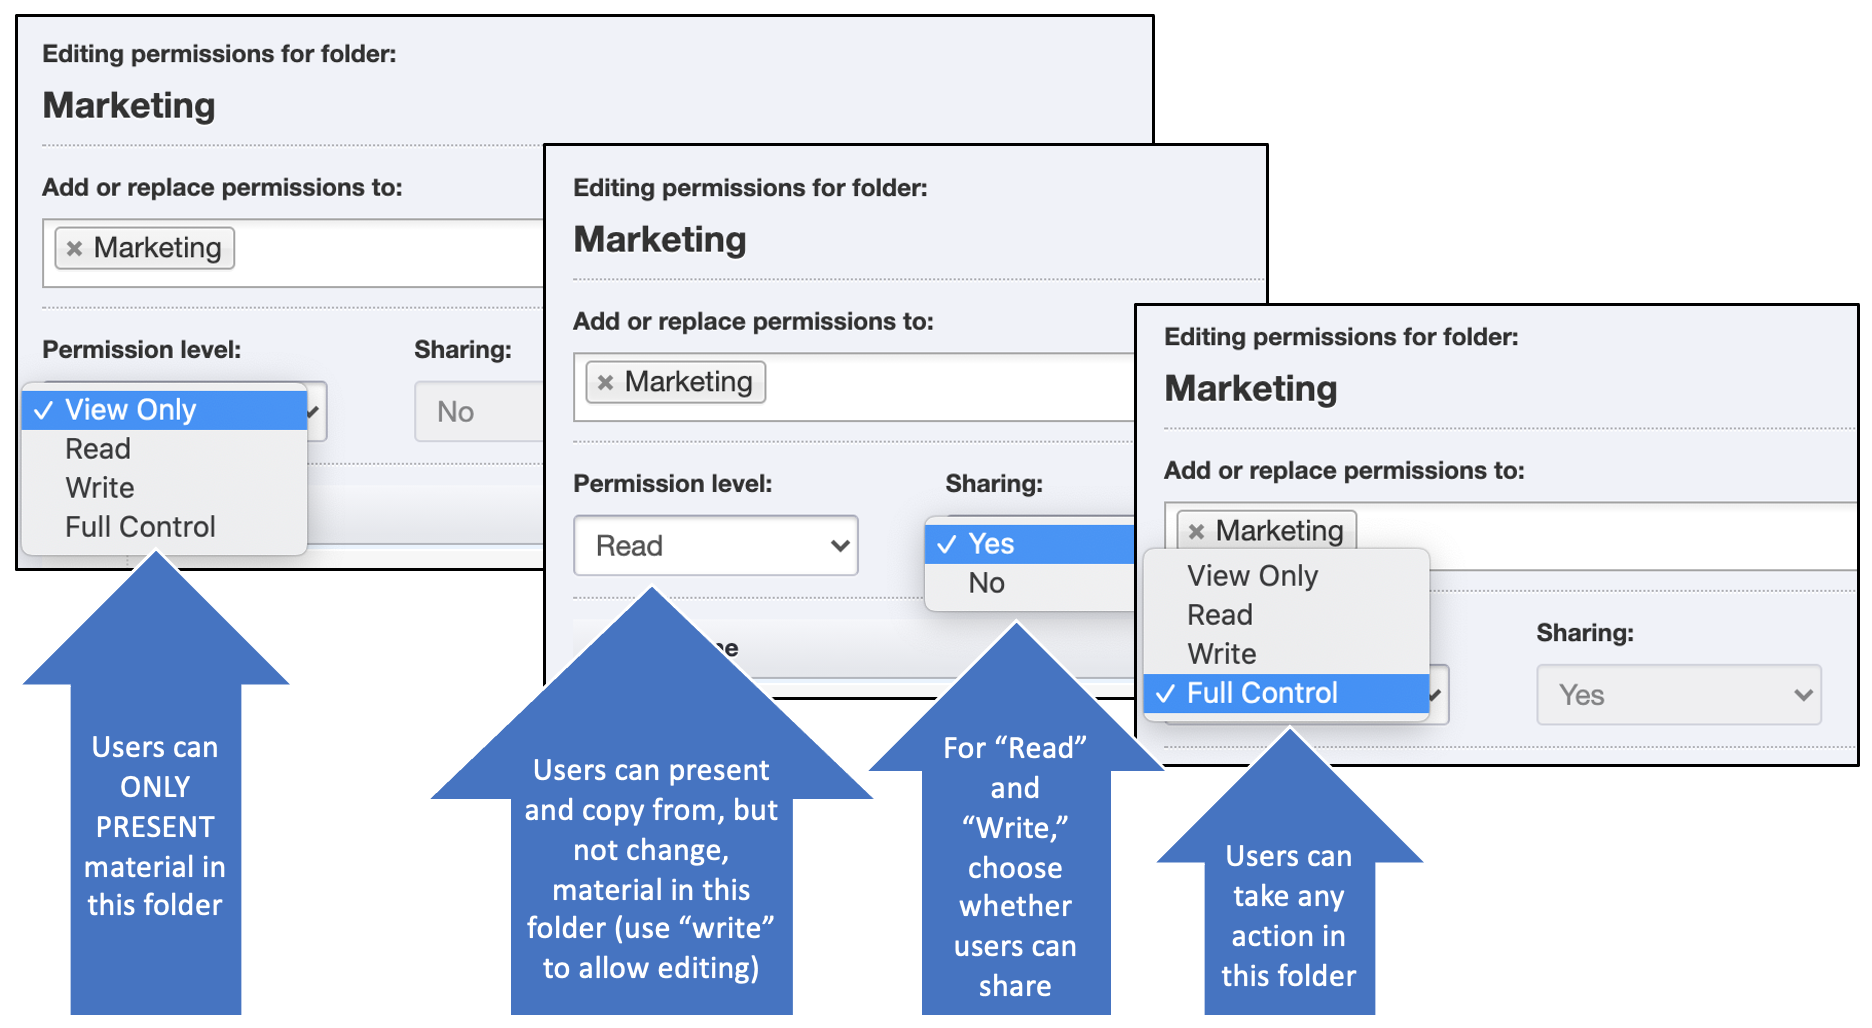 Editing permissions for folder:
Marketing
Add or replace permissions to:
× Marketing
Permission level:
Sharing:
✓ View Only
Read
Write
Full Control
No
Editing permissions for folder:
Marketing
Add or replace permissions to:
× Marketing
Permission level:
Sharing:
Read
✓ Yes
No
Editing permissions for folder:
Marketing
Add or replace permissions to:
× Marketing
View Only
Read
Write
✓ Full Control
Sharing:
Yes
Users can
ONLY
PRESENT
material in
this folder
Users can present
and copy from, but
not change,
material in this
folder (use “write”
to allow editing)
For “Read”
and
“Write,”
choose
whether
users can
share
Users can
take any
action in
this folder